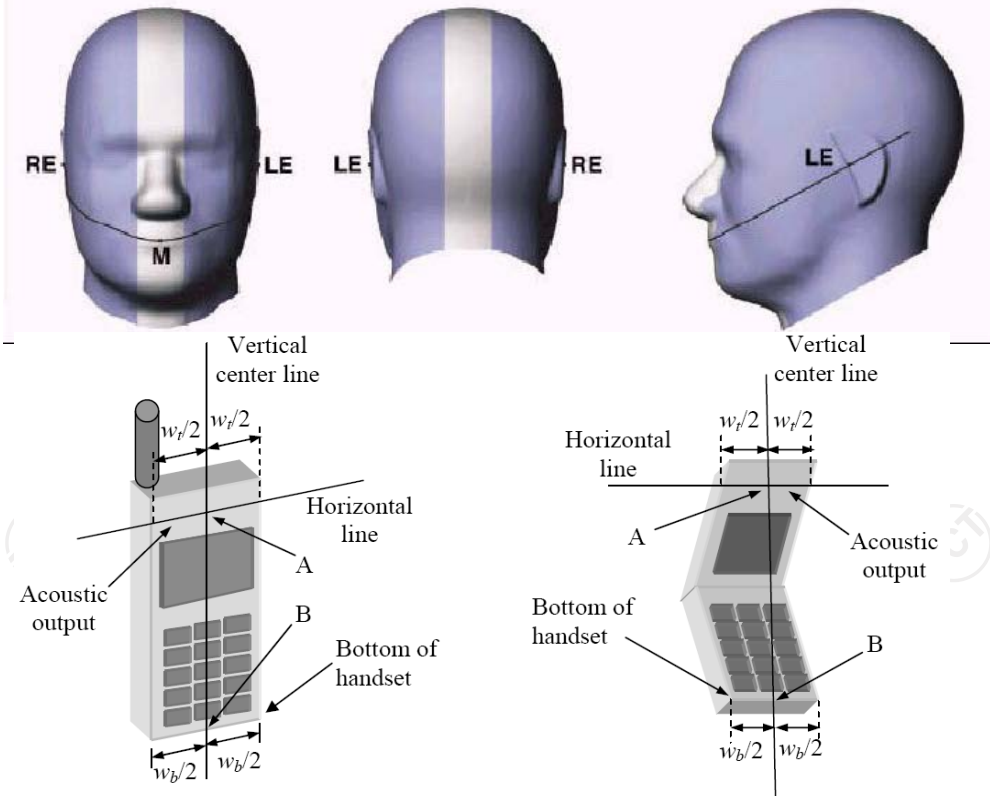 RE
LE
M
LE
RE
LE
Vertical
center line
wt/2
wt/2
Horizontal
line
A
Acoustic
output
B
Bottom of
handset
wb/2
wb/2
Vertical
center line
wt/2
wt/2
Horizontal
line
A
Acoustic
output
Bottom of
handset
B
wb/2
wb/2